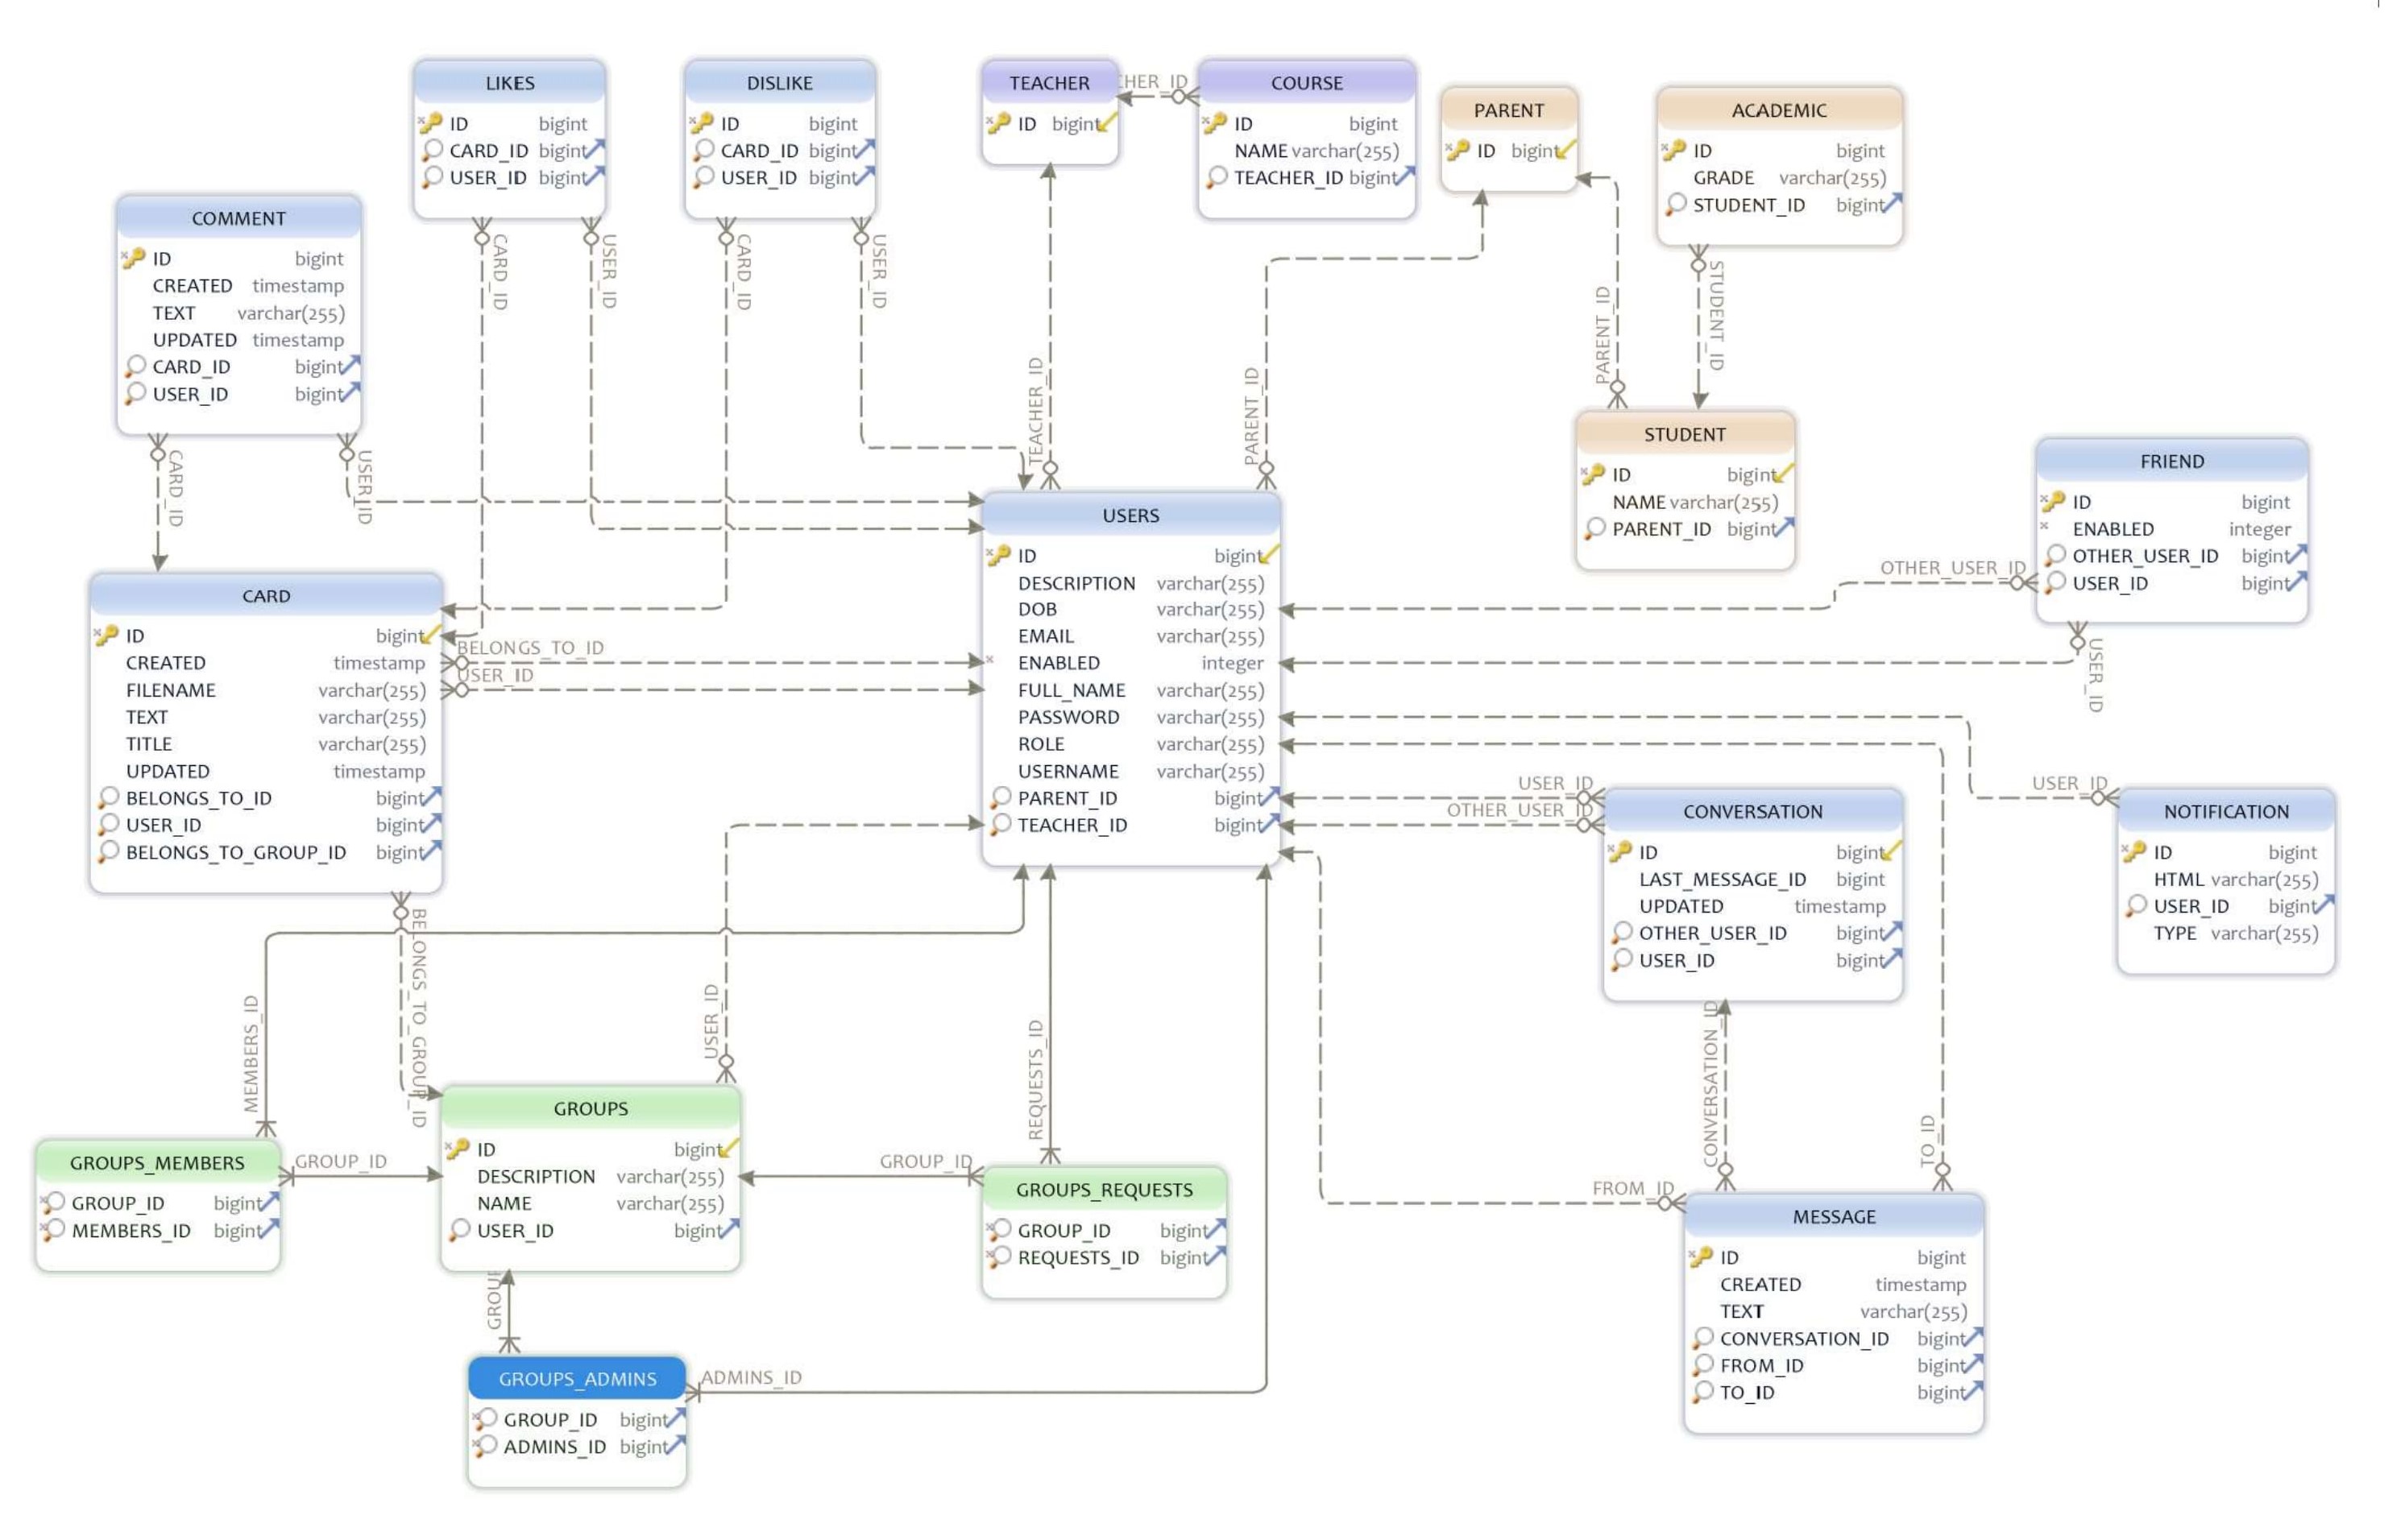 LIKES
ID bigint
CARD_ID bigint
USER_ID bigint
DISLIKE
ID bigint
CARD_ID bigint
USER_ID bigint
TEACHER
ID bigint
CHER_ID
COURSE
ID bigint
NAME varchar(255)
TEACHER_ID bigint
PARENT
ID bigint
ACADEMIC
ID bigint
GRADE varchar(255)
STUDENT_ID bigint
COMMENT
ID bigint
CREATED timestamp
TEXT varchar(255)
UPDATED timestamp
CARD_ID bigint
USER_ID bigint
CARD_ID
USER_ID
CARD_ID
USER_ID
TEACHER_ID
PARENT_ID
PARENT_ID
STUDENT_ID
CARD_ID
USER_ID
STUDENT
ID bigint
NAME varchar(255)
PARENT_ID bigint
FRIEND
ID bigint
ENABLED integer
OTHER_USER_ID bigint
USER_ID bigint
OTHER_USER_ID
USER_ID
USERS
ID bigint
DESCRIPTION varchar(255)
DOB varchar(255)
EMAIL varchar(255)
ENABLED integer
FULL_NAME varchar(255)
PASSWORD varchar(255)
ROLE varchar(255)
USERNAME varchar(255)
PARENT_ID bigint
TEACHER_ID bigint
CARD
ID bigint
CREATED timestamp
FILENAME varchar(255)
TEXT varchar(255)
TITLE varchar(255)
UPDATED timestamp
BELONGS_TO_ID bigint
USER_ID bigint
BELONGS_TO_GROUP_ID bigint
BELONGS_TO_ID
USER_ID
USER_ID
OTHER_USER_ID
CONVERSATION
ID bigint
LAST_MESSAGE_ID bigint
UPDATED timestamp
OTHER_USER_ID bigint
USER_ID bigint
USER_ID
NOTIFICATION
ID bigint
HTML varchar(255)
USER_ID bigint
TYPE varchar(255)
BELONGS_TO_GROUP_ID
MEMBERS_ID
USER_ID
REQUESTS_ID
CONVERSATION_ID
TO_ID
FROM_ID
GROUPS_MEMBERS
GROUP_ID bigint
MEMBERS_ID bigint
GROUP_ID
GROUPS
ID bigint
DESCRIPTION varchar(255)
NAME varchar(255)
USER_ID bigint
GROUP_ID
GROUPS_REQUESTS
GROUP_ID bigint
REQUESTS_ID bigint
MESSAGE
ID bigint
CREATED timestamp
TEXT varchar(255)
CONVERSATION_ID bigint
FROM_ID bigint
TO_ID bigint
GROUP
GROUPS_ADMINS
GROUP_ID bigint
ADMINS_ID bigint
ADMINS_ID